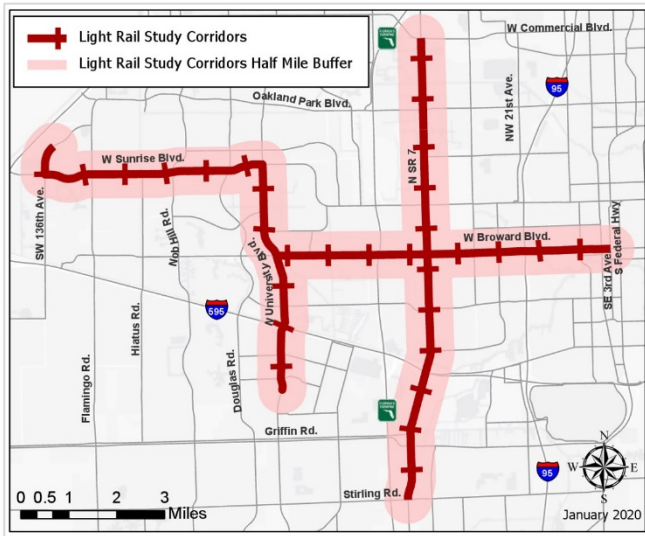 Light Rail Study Corridors
Light Rail Study Corridors Half Mile Buffer
W Commercial Blvd.
NW 21st Ave.
95
Oakland Park Blvd.
W Sunrise Blvd.
N SR 7
SW 136th Ave.
Nob Hill Rd.
N University Blvd.
W Broward Blvd.
SE 3rd Ave
S Federal Hwy
595
Hiatus Rd.
Flamingo Rd.
Douglas Rd.
Griffin Rd.
95
Stirling Rd.
N
W
E
S
0 0.5 1 2 3
Miles
January 2020